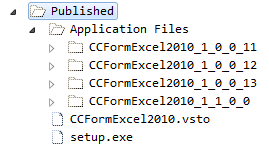 Published
Application Files
CCFormExcel2010_1_0_0_11
CCFormExcel2010_1_0_0_12
CCFormExcel2010_1_0_0_13
CCFormExcel2010_1_1_0_0
CCFormExcel2010.vsto
setup.exe